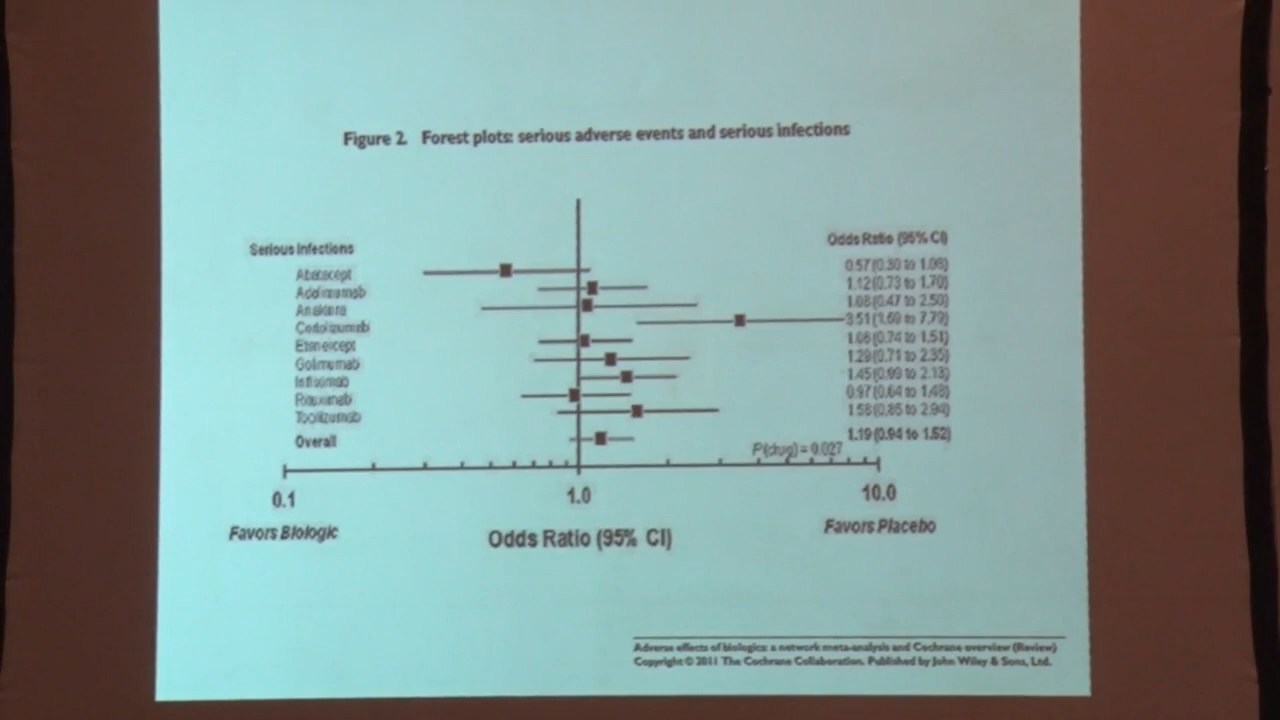 Figure 2. Forest plots: serious adverse events and serious infections
Serious Infections
Odds Ratio (95% CI)
Abatacept
0.57 (0.30 to 1.06)
Adalimumab
1.12 (0.73 to 1.70)
Anakinra
1.08 (0.47 to 2.50)
Certolizumab
3.51 (1.59 to 7.79)
Etanercept
1.06 (0.74 to 1.51)
Golimumab
1.29 (0.71 to 2.35)
Infliximab
1.45 (0.99 to 2.13)
Rituximab
0.97 (0.64 to 1.48)
Tocilizumab
1.58 (0.85 to 2.94)
Overall
1.19 (0.94 to 1.52)
P(drug) = 0.027
0.1
1.0
10.0
Favors Biologic
Odds Ratio (95% CI)
Favors Placebo
Adverse effects of biologics: a network meta-analysis and Cochrane overview (Review)
Copyright © 2011 The Cochrane Collaboration. Published by John Wiley & Sons, Ltd.